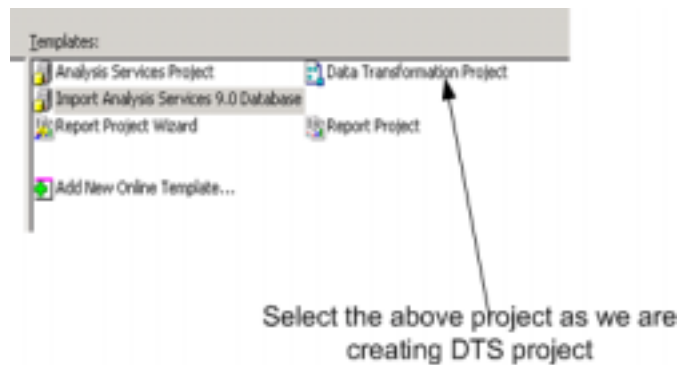 Templates:
Analysis Services Project
Data Transformation Project
Import Analysis Services 9.0 Database
Report Project Wizard
Report Project
Add New Online Template...
Select the above project as we are
creating DTS project